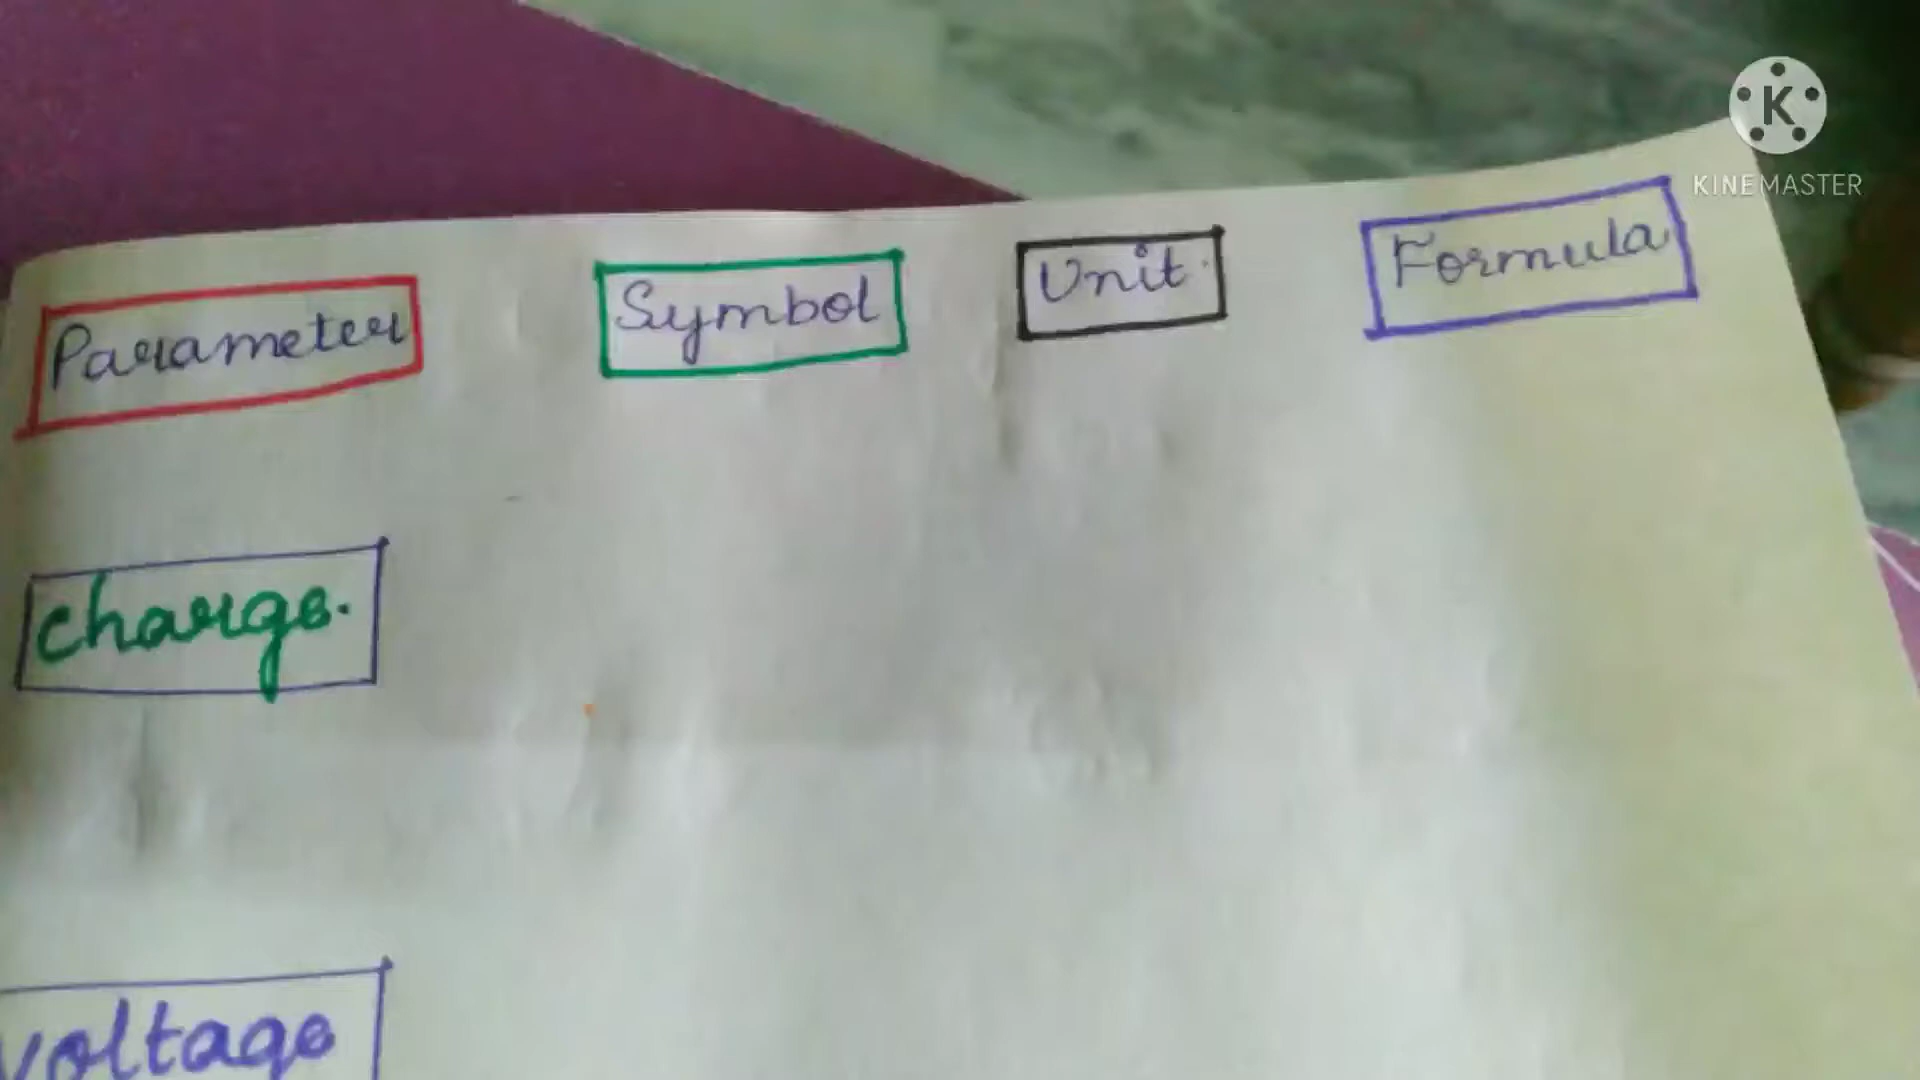 K
KINEMASTER
Parameter Symbol Unit. Formula
charge.
voltage